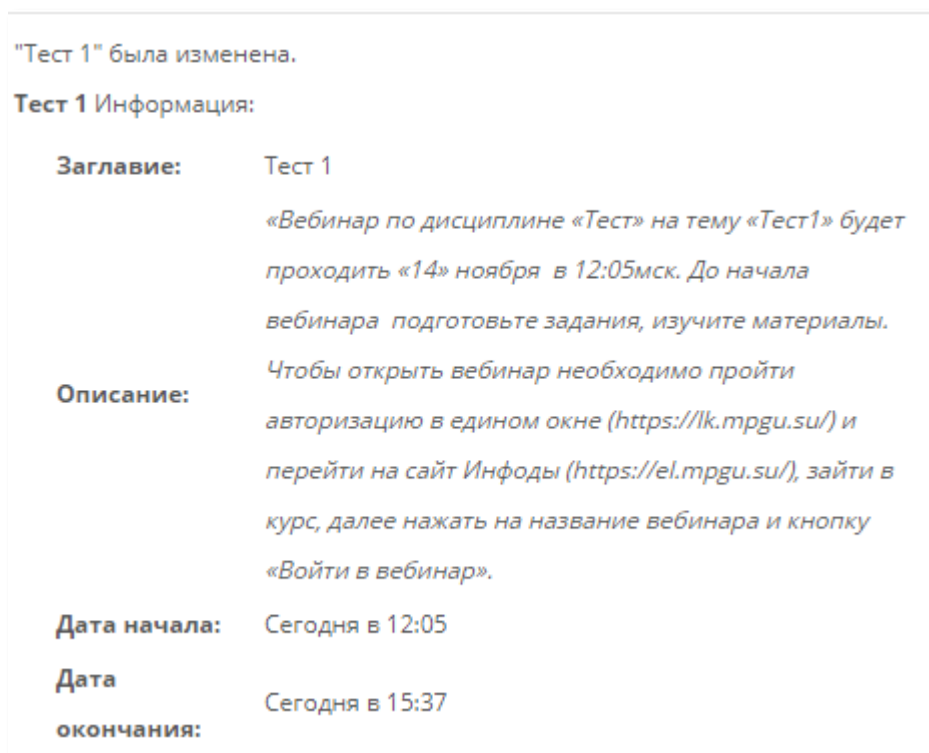 "Тест 1" была изменена.
Тест 1 Информация:
Заглавие: Тест 1
«Вебинар по дисциплине «Тест» на тему «Тест1» будет
проходить «14» ноября  в 12:05мск. До начала
вебинара  подготовьте задания, изучите материалы.
Чтобы открыть вебинар необходимо пройти
Описание:
авторизацию в едином окне (https://lk.mpgu.su/) и
перейти на сайт Инфоды (https://el.mpgu.su/), зайти в
курс, далее нажать на название вебинара и кнопку
«Войти в вебинар».
Дата начала: Сегодня в 12:05
Дата
окончания:
Сегодня в 15:37